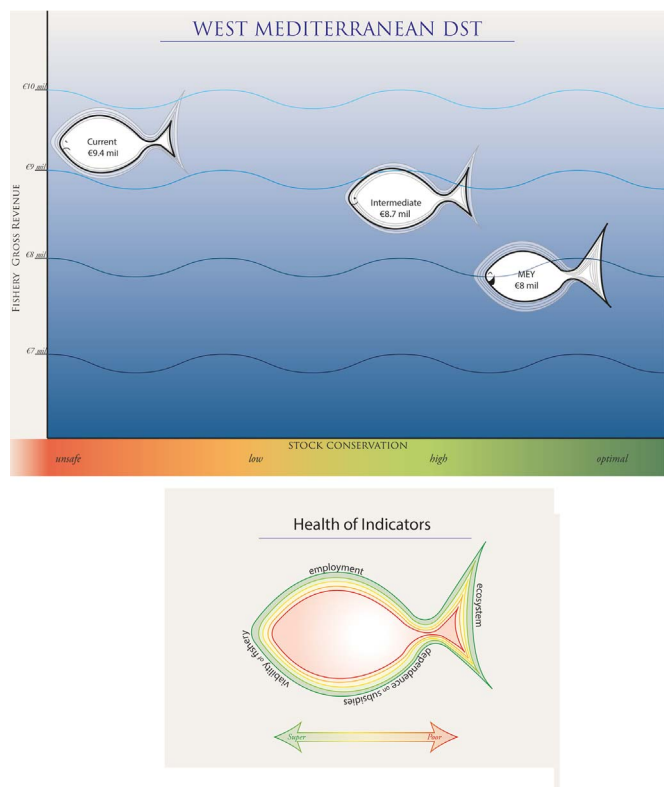 WEST MEDITERRANEAN DST
FISHERY GROSS REVENUE
€10 mil
€9 mil
€8 mil
€7 mil
Current
€9.4 mil
Intermediate
€8.7 mil
MEY
€8 mil
STOCK CONSERVATION
unsafe
low
high
optimal
Health of Indicators
employment
ecosystem
viability of fishery
dependence on subsidies
Super
Poor